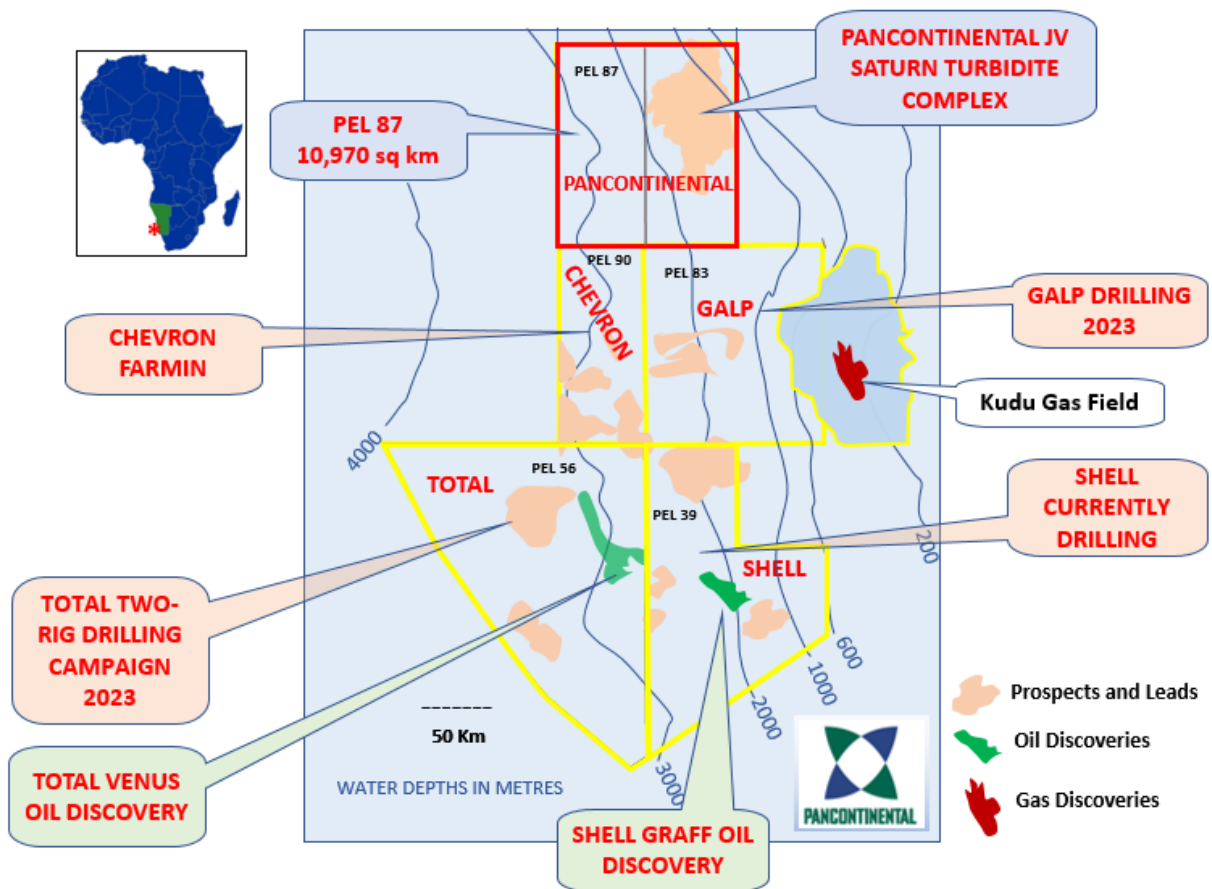 PANCONTINENTAL JV
SATURN TURBIDITE
COMPLEX
PEL 87
PEL 87
10,970 sq km
PANCONTINENTAL
*
PEL 90
PEL 83
CHEVRON
GALP
GALP DRILLING
2023
CHEVRON
FARMIN
Kudu Gas Field
4000
PEL 56
TOTAL
PEL 39
SHELL
CURRENTLY
DRILLING
200
SHELL
TOTAL TWO-
RIG DRILLING
CAMPAIGN
2023
600
1000
2000
3000
Prospects and Leads
Oil Discoveries
Gas Discoveries
-------
50 Km
TOTAL VENUS
OIL DISCOVERY
WATER DEPTHS IN METRES
PANCONTINENTAL
SHELL GRAFF OIL
DISCOVERY